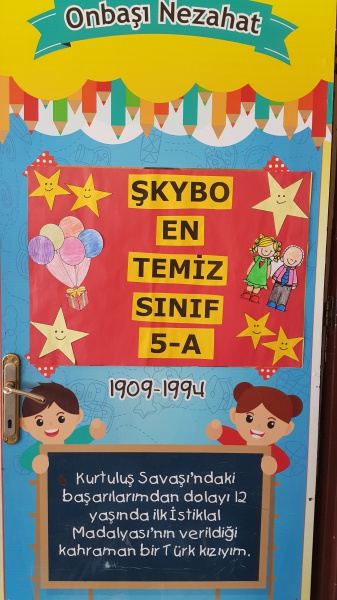 Onbaşı Nezahat
ŞKYBO
EN
TEMİZ
SINIF
5-A
1909-1994
Kurtuluş Savaşı'ndaki
başarılarımdan dolayı 12
yaşında ilk İstiklal
Madalyası'nın verildiği
kahraman bir Türk kızıyım.